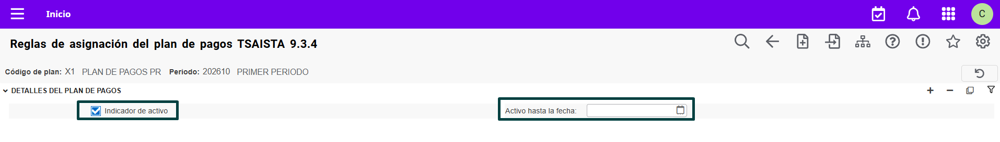 Inicio
C
Reglas de asignación del plan de pagos TSAISTA 9.3.4
Código de plan: X1 PLAN DE PAGOS PR Periodo: 202610 PRIMER PERIODO
DETALLES DEL PLAN DE PAGOS
Indicador de activo Activo hasta la fecha: